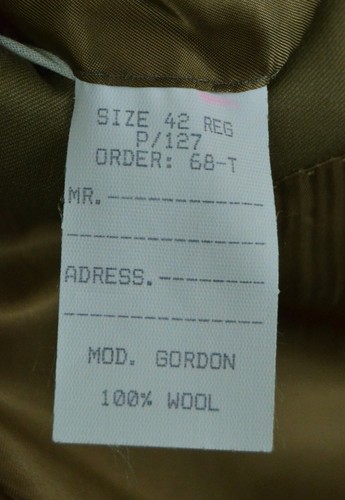 SIZE 42 REG
P/127
ORDER: 68-T
MR.
ADRESS.
MOD. GORDON
100% WOOL